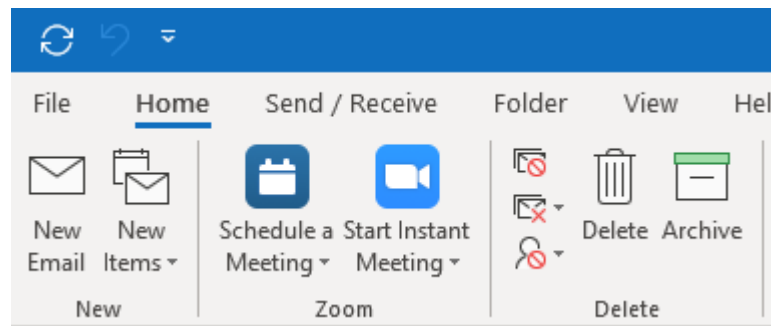 File Home Send / Receive Folder View Hel
New New Schedule a Start Instant Delete Archive
Email Items Meeting Meeting
New Zoom Delete